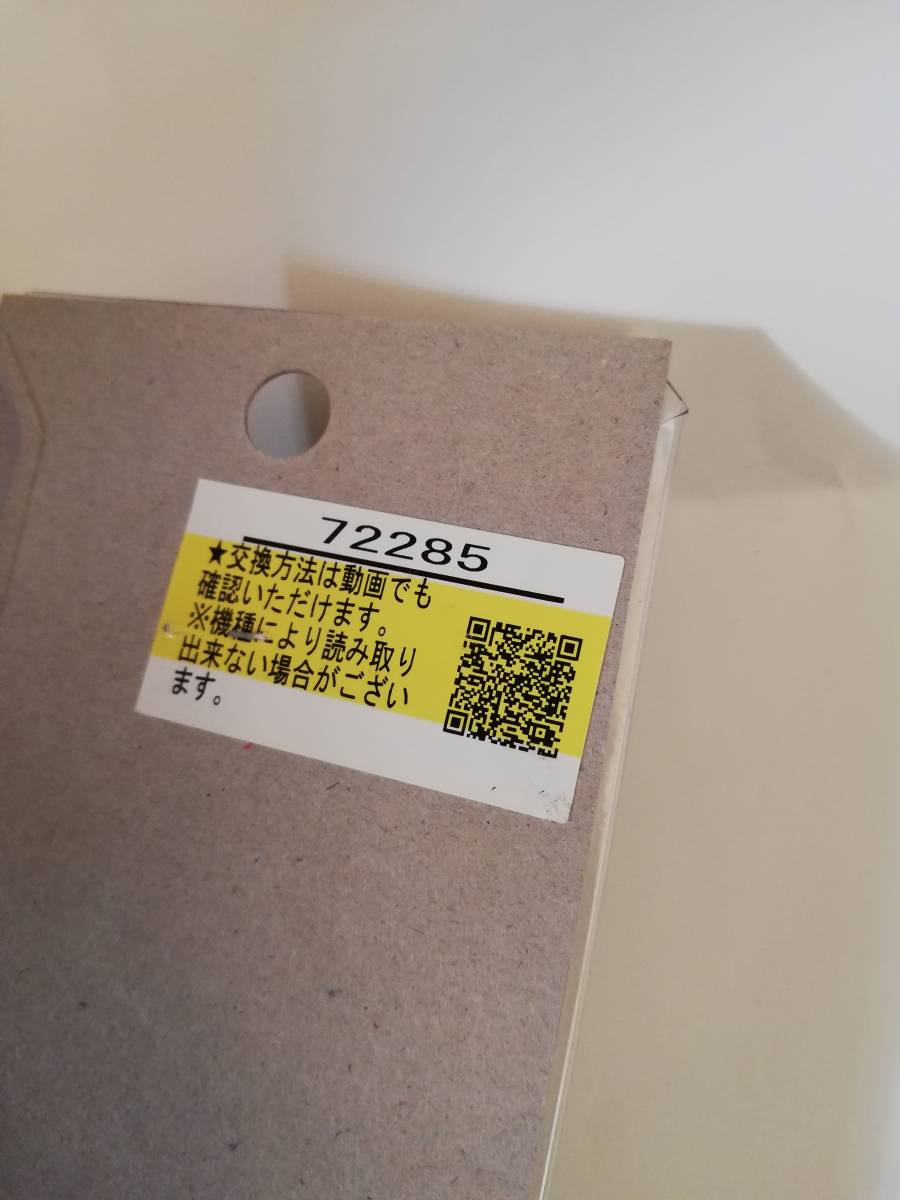 72285
★交換方法は動画でも
確認いただけます。
※機種により読み取り
出来ない場合がござい
ます。